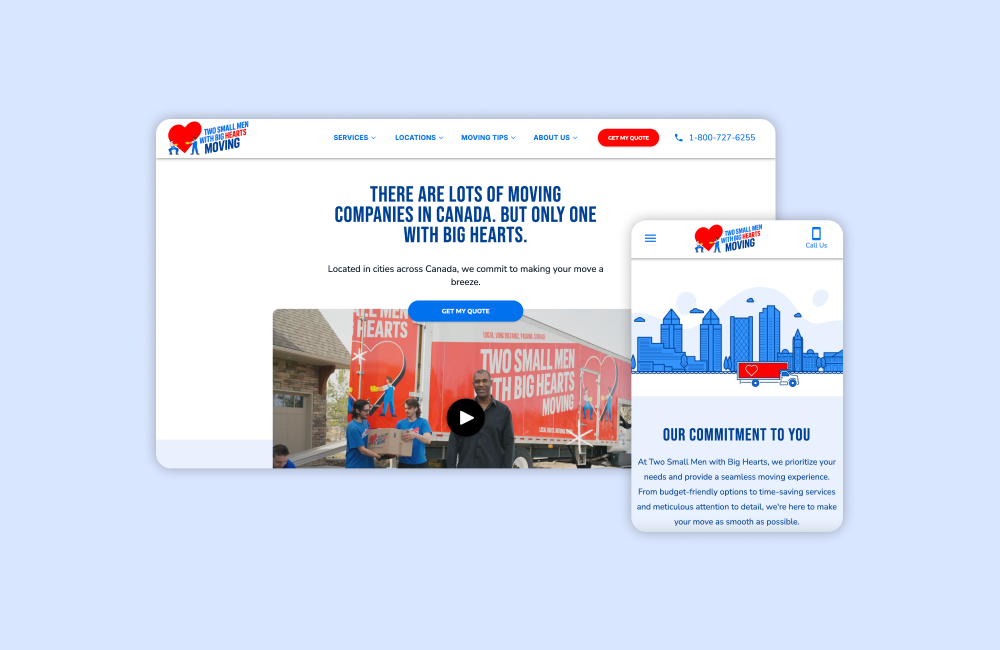 TWO SMALL MEN
WITH BIG HEARTS
MOVING
SERVICES
LOCATIONS
MOVING TIPS
ABOUT US
GET MY QUOTE
1-800-727-6255
THERE ARE LOTS OF MOVING
COMPANIES IN CANADA. BUT ONLY ONE
WITH BIG HEARTS.
Located in cities across Canada, we commit to making your move a
breeze.
GET MY QUOTE
ALL MEN
HEARTS
LOCAL, LONG DISTANCE, PACKING, STORAGE
TWO SMALL MEN
TH BIG HEARTS
MOVING
TWO SMALL MEN
WITH BIG HEARTS
MOVING
Call Us
OUR COMMITMENT TO YOU
At Two Small Men with Big Hearts, we prioritize your
needs and provide a seamless moving experience.
From budget-friendly options to time-saving services
and meticulous attention to detail, we're here to make
your move as smooth as possible.